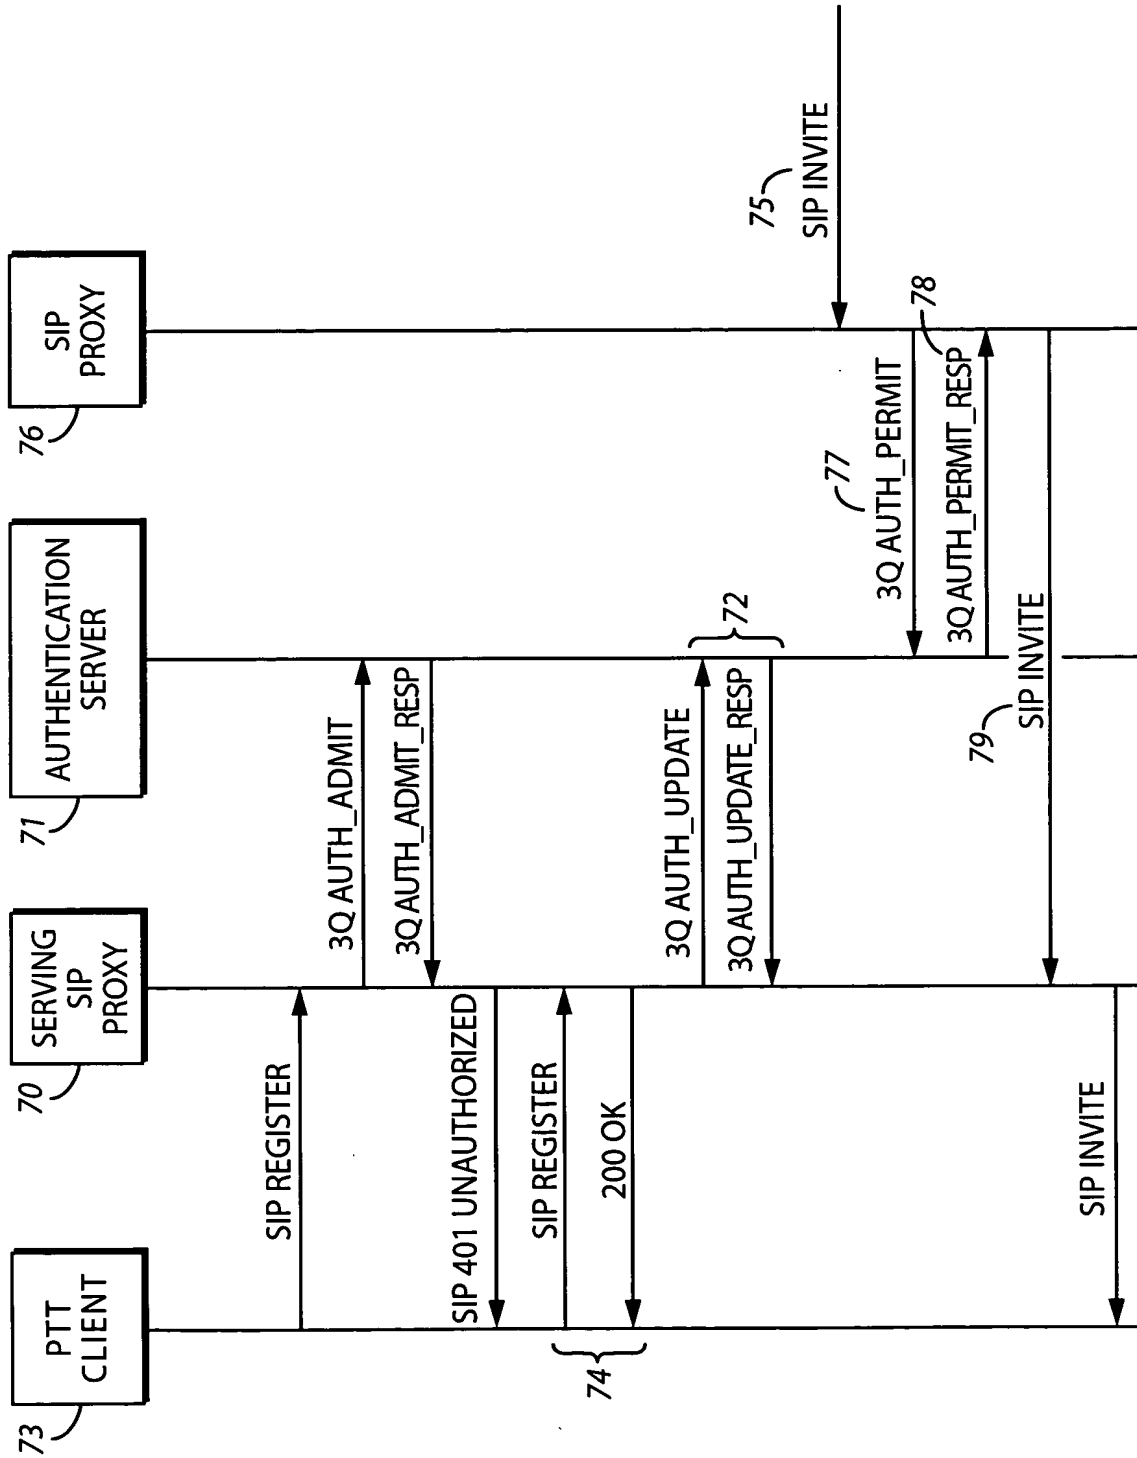 73
PTT
CLIENT
70
SERVING
SIP
PROXY
71
AUTHENTICATION
SERVER
76
SIP
PROXY
SIP REGISTER
3Q AUTH_ADMIT
3Q AUTH_ADMIT_RESP
SIP 401 UNAUTHORIZED
SIP REGISTER
200 OK
74
3Q AUTH_UPDATE
3Q AUTH_UPDATE_RESP
72
75
SIP INVITE
77
3Q AUTH_PERMIT
78
3Q AUTH_PERMIT_RESP
79
SIP INVITE
SIP INVITE